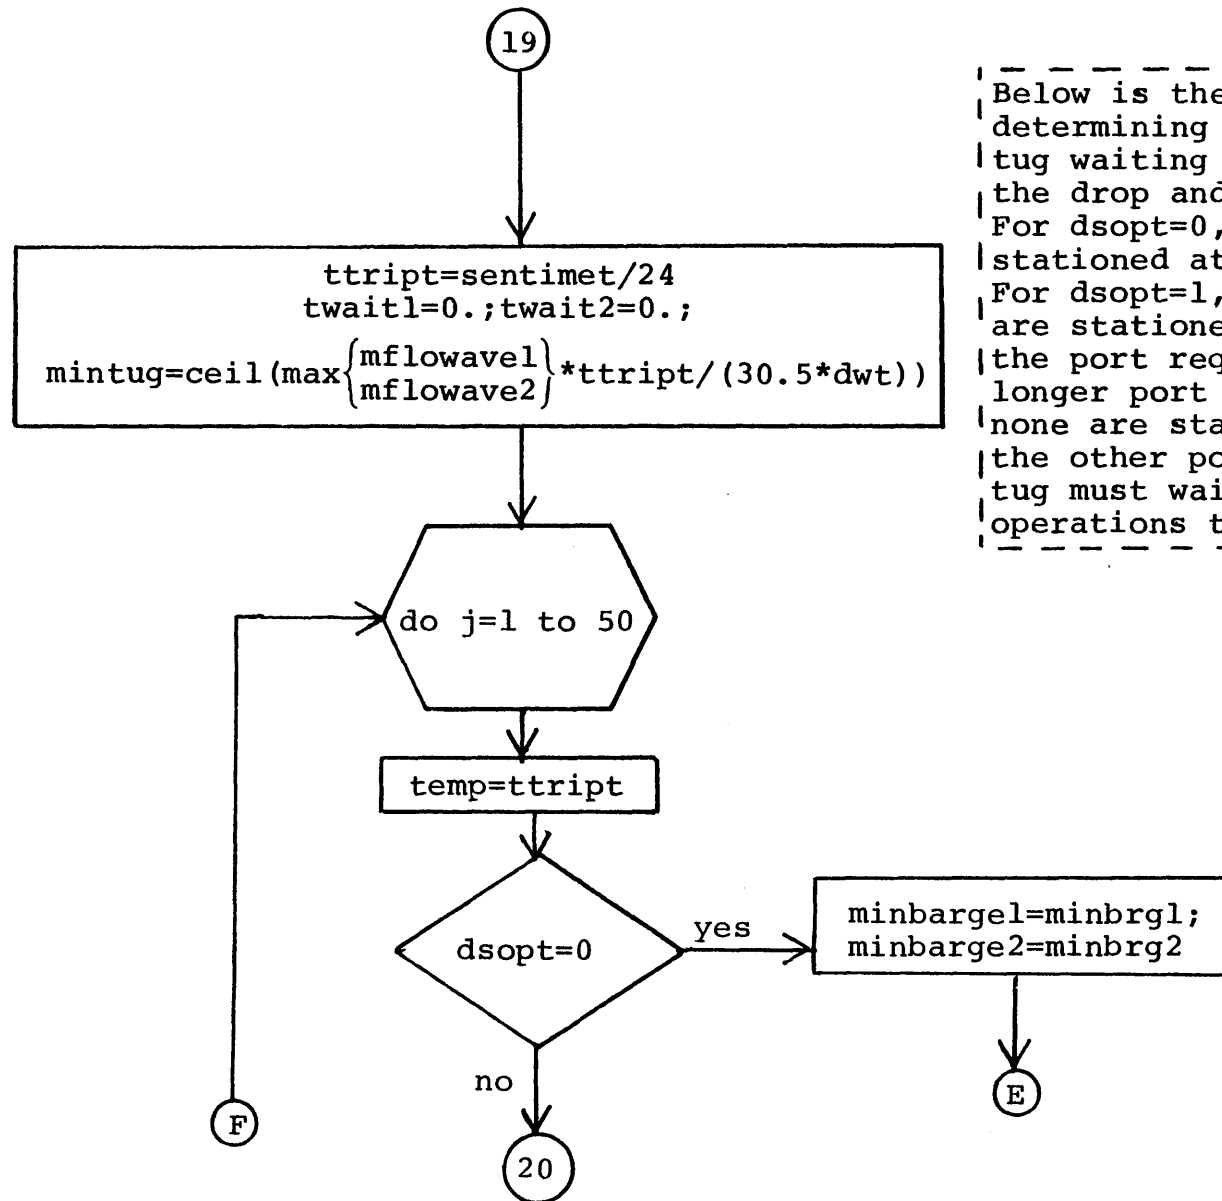 19
Below is the
determining
tug waiting
the drop and
For dsopt=0,
stationed at
For dsopt=1,
are statione
the port req
longer port
none are sta
the other po
tug must wai
operations t
ttript=sentimet/24
twait1=0.;twait2=0.;
mintug=ceil(max{mflowave1
mflowave2}*ttript/(30.5*dwt))
do j=1 to 50
temp=ttript
dsopt=0
yes
minbarge1=minbrg1;
minbarge2=minbrg2
no
E
F
20